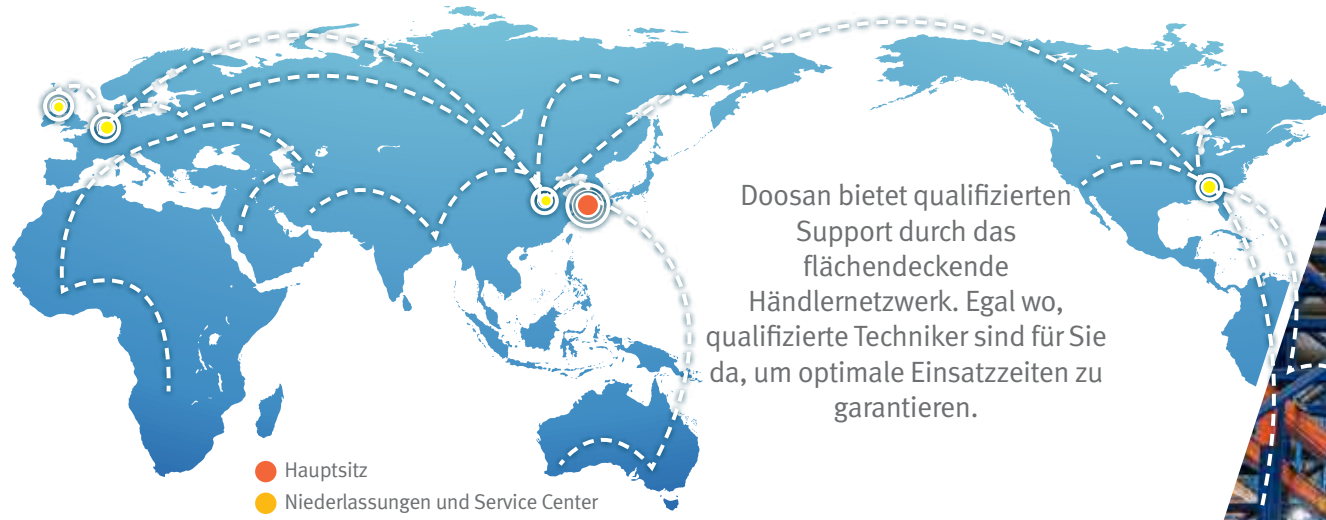 Doosan bietet qualifizierten
Support durch das
flächendeckende
Händlernetzwerk. Egal wo,
qualifizierte Techniker sind für Sie
da, um optimale Einsatzzeiten zu
garantieren.
Hauptsitz
Niederlassungen und Service Center